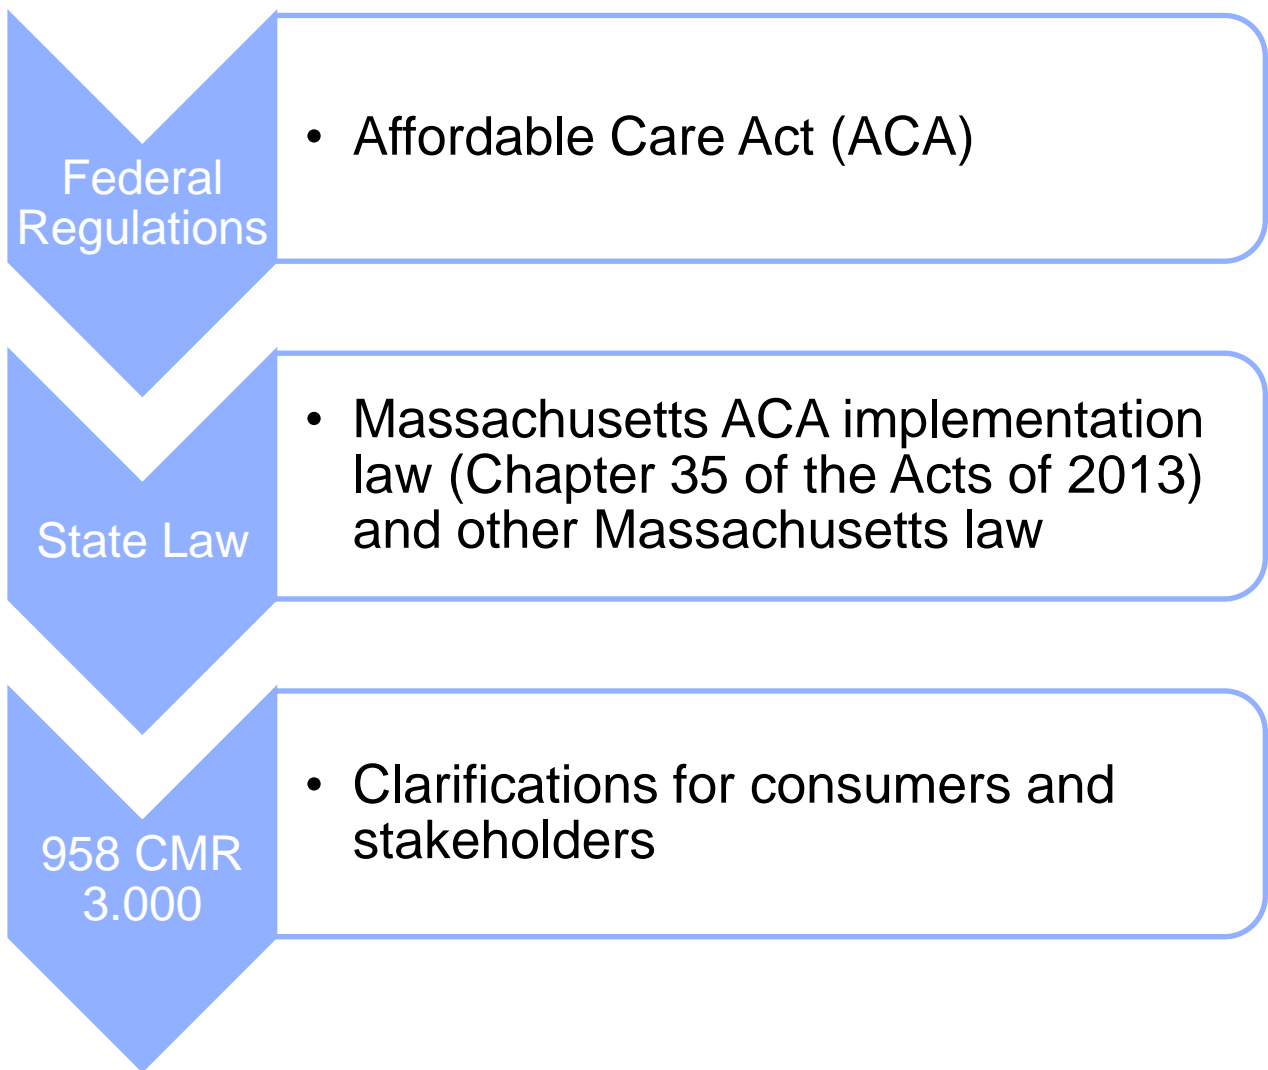 Federal
Regulations
• Affordable Care Act (ACA)
State Law
• Massachusetts ACA implementation
law (Chapter 35 of the Acts of 2013)
and other Massachusetts law
958 CMR
3.000
• Clarifications for consumers and
stakeholders